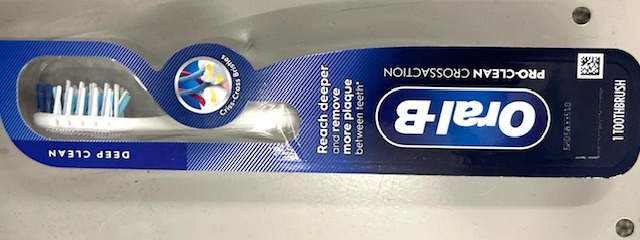 Oral-B
PRO-CLEAN CROSSACTION
Criss-Cross Bristles
Reach deeper
and remove
more plaque
between teeth*
DEEP CLEAN
1 TOOTHBRUSH